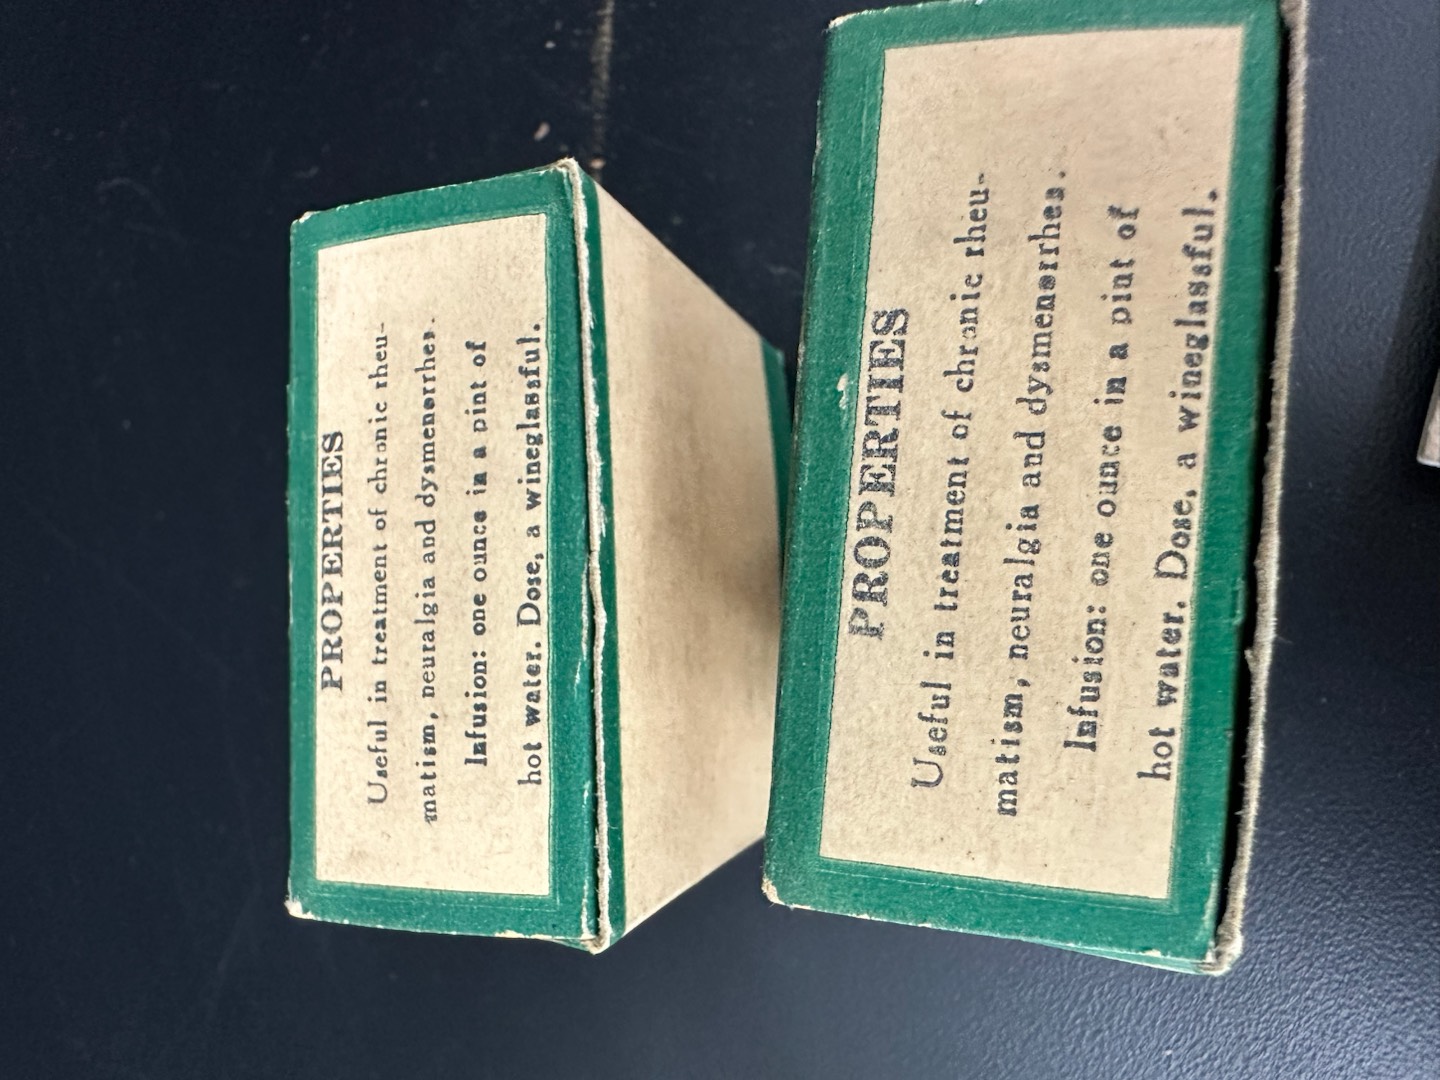 PROPERTIES
Useful in treatment of chronic rheu-
matism, neuralgia and dysmenorrhea.
Infusion: one ounce in a pint of
hot water. Dose, a wineglassful.
PROPERTIES
Useful in treatment of chronic rheu-
matism, neuralgia and dysmenorrhea.
Infusion: one ounce in a pint of
hot water. Dose, a wineglassful.